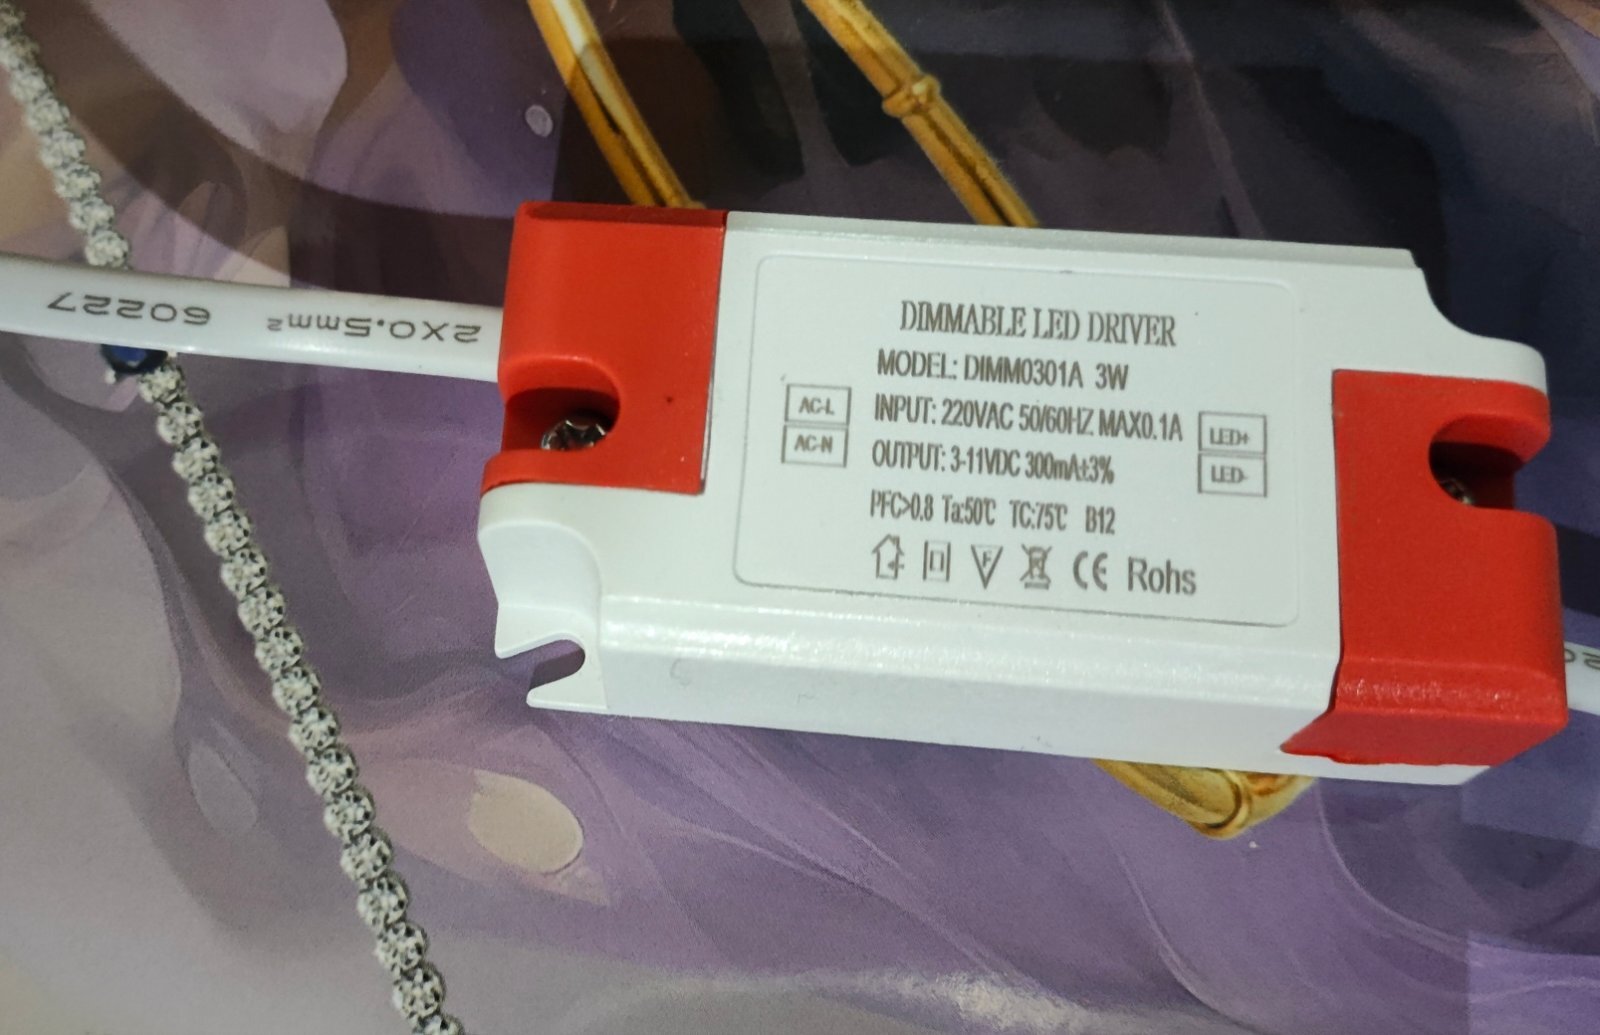 DIMMABLE LED DRIVER
MODEL: DIMM0301A 3W
INPUT: 220VAC 50/60HZ MAX0.1A
OUTPUT: 3-11VDC 300mA±3%
PFC>0.8 Ta:50℃ TC:75℃ B12
F CE Rohs
AC-L
AC-N
LED+
LED-
60227 2X0.5mm²